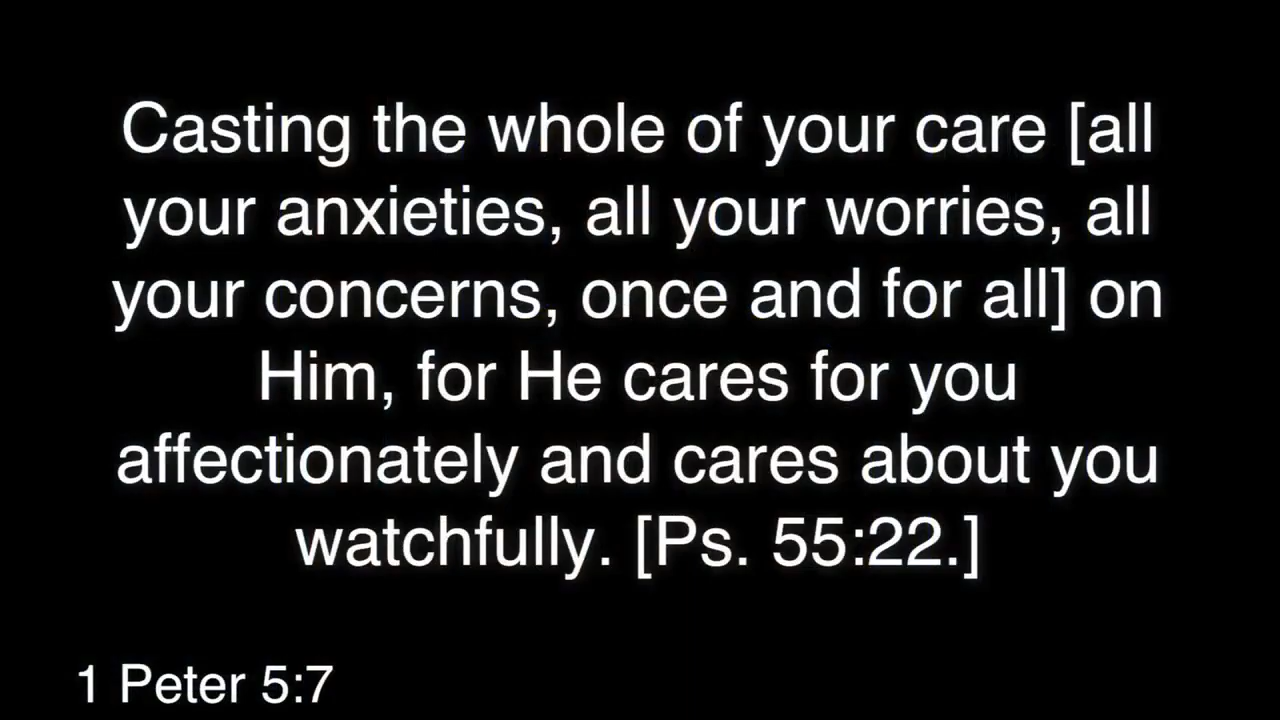 Casting the whole of your care [all
your anxieties, all your worries, all
your concerns, once and for all] on
Him, for He cares for you
affectionately and cares about you
watchfully. [Ps. 55:22.]
1 Peter 5:7